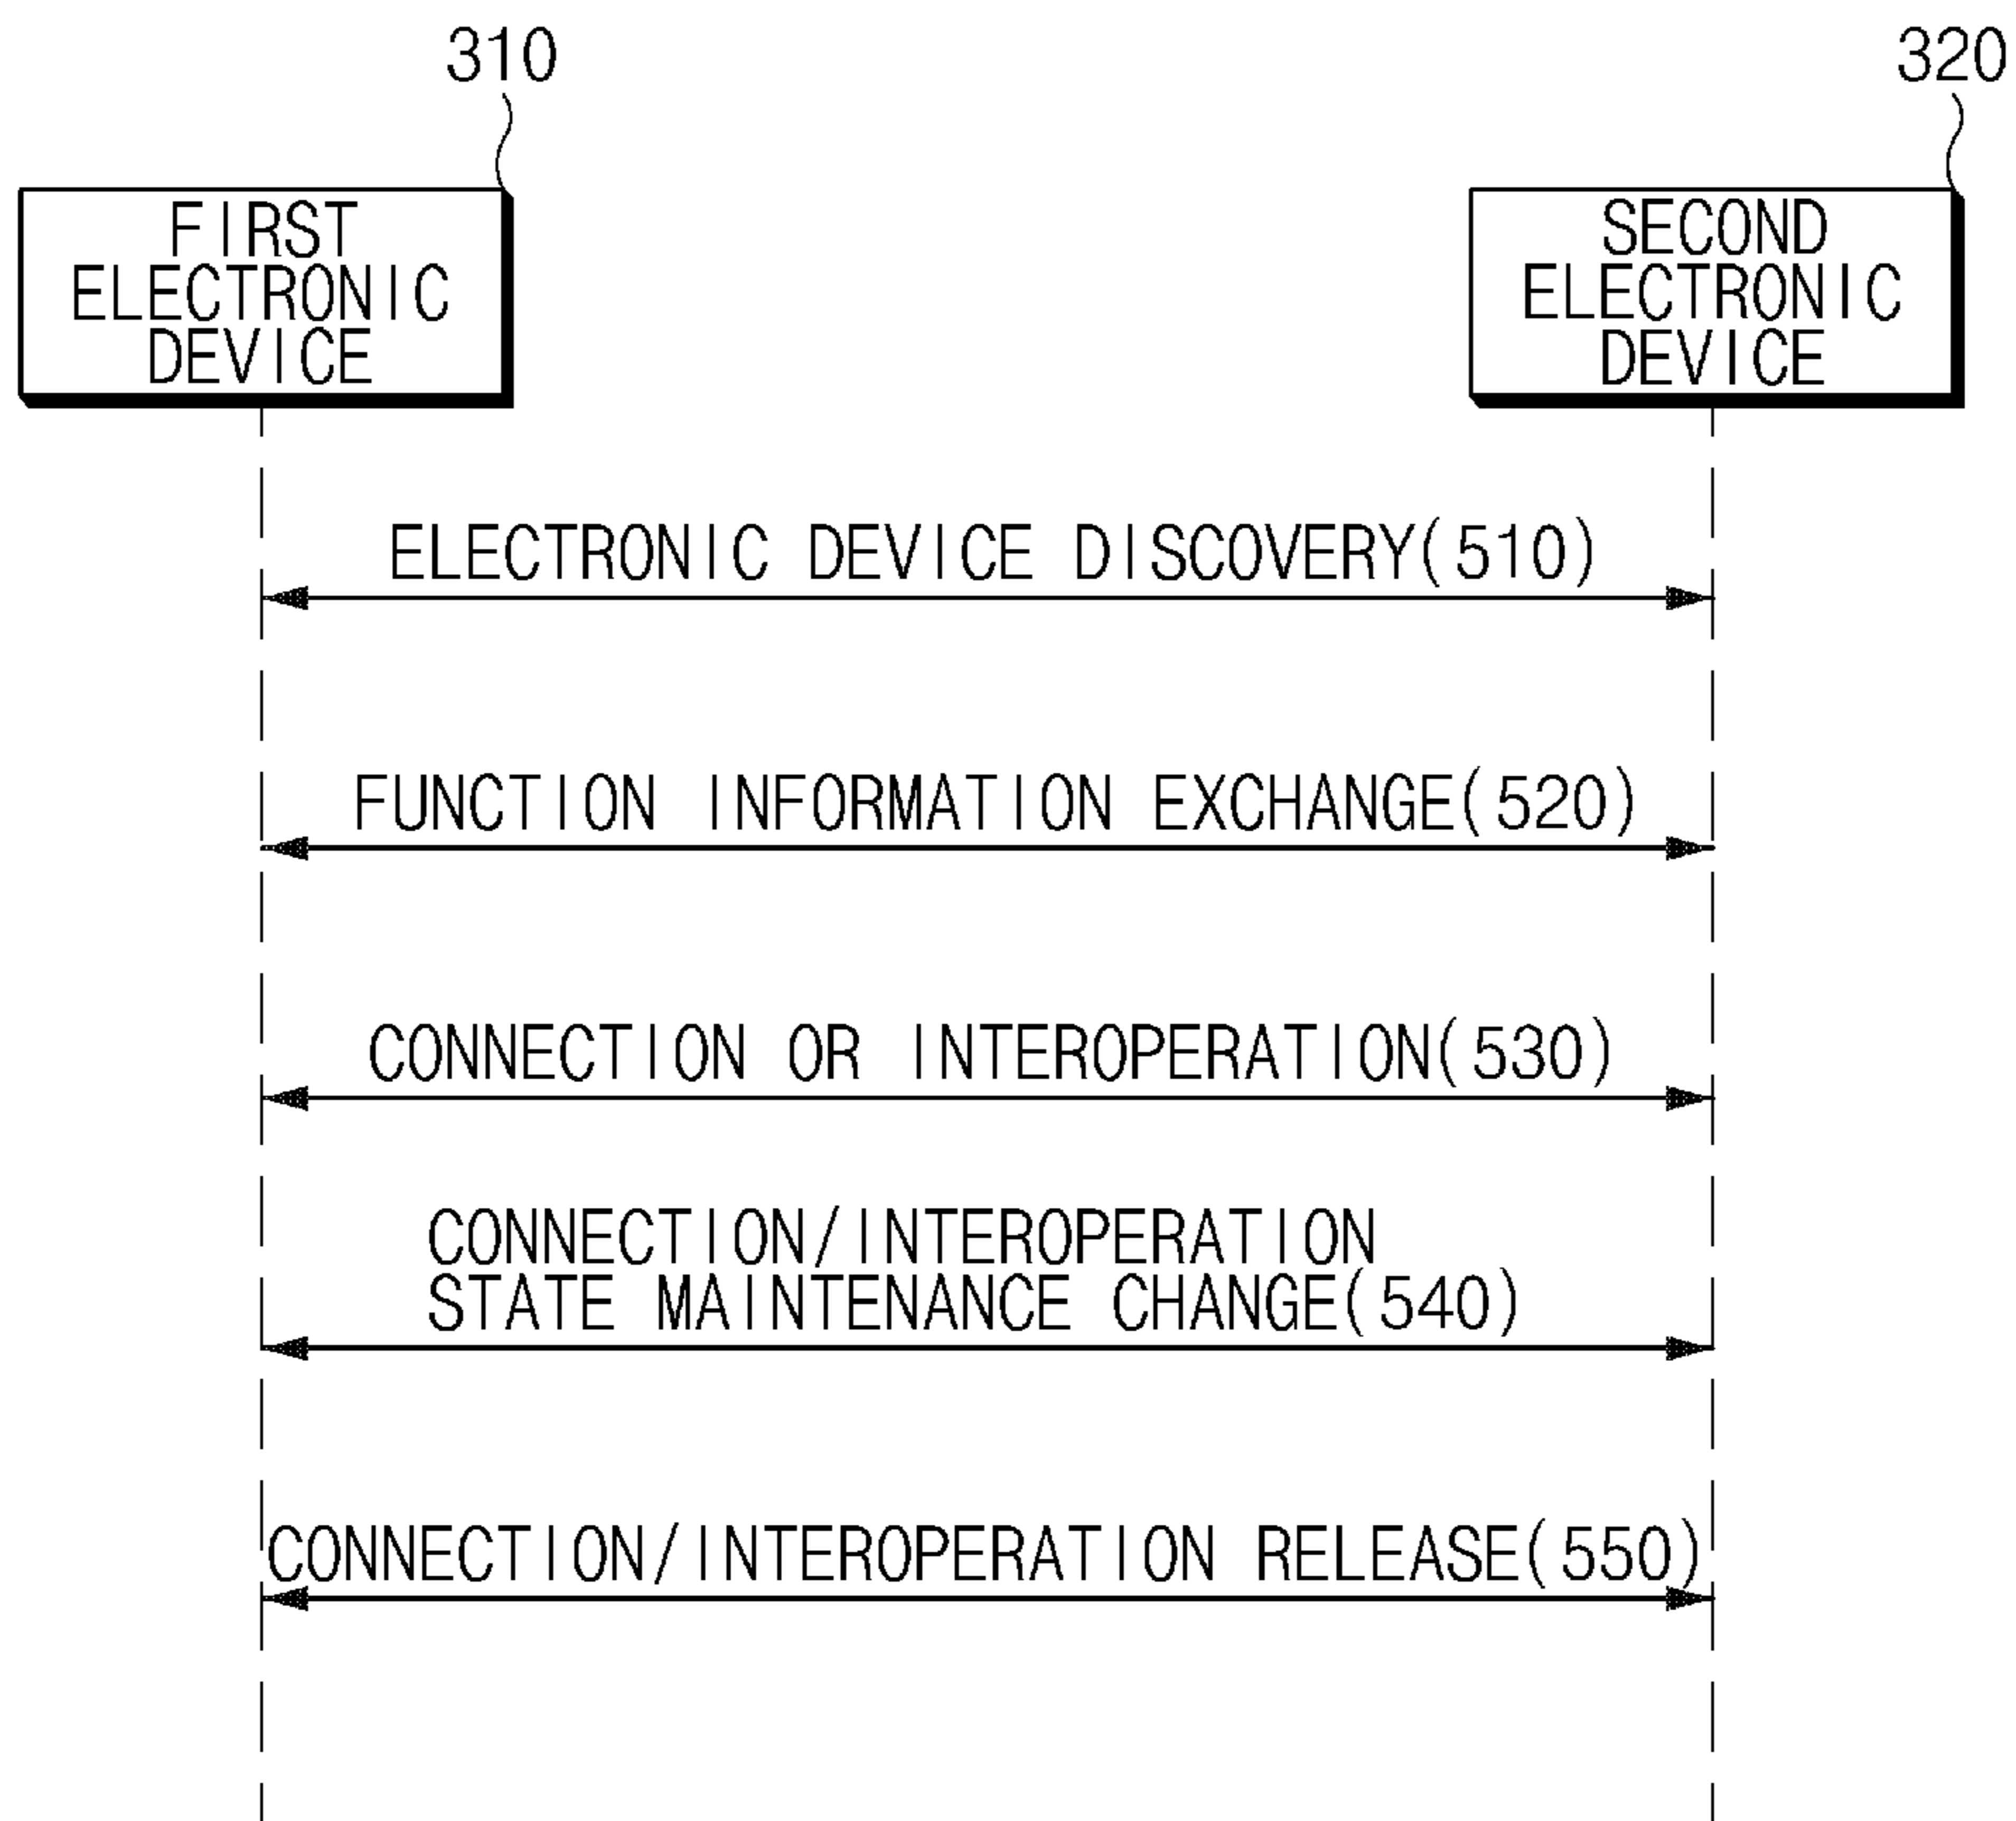 310
320
FIRST
ELECTRONIC
DEVICE
SECOND
ELECTRONIC
DEVICE
ELECTRONIC DEVICE DISCOVERY(510)
FUNCTION INFORMATION EXCHANGE(520)
CONNECTION OR INTEROPERATION(530)
CONNECTION/INTEROPERATION
STATE MAINTENANCE CHANGE(540)
CONNECTION/INTEROPERATION RELEASE(550)